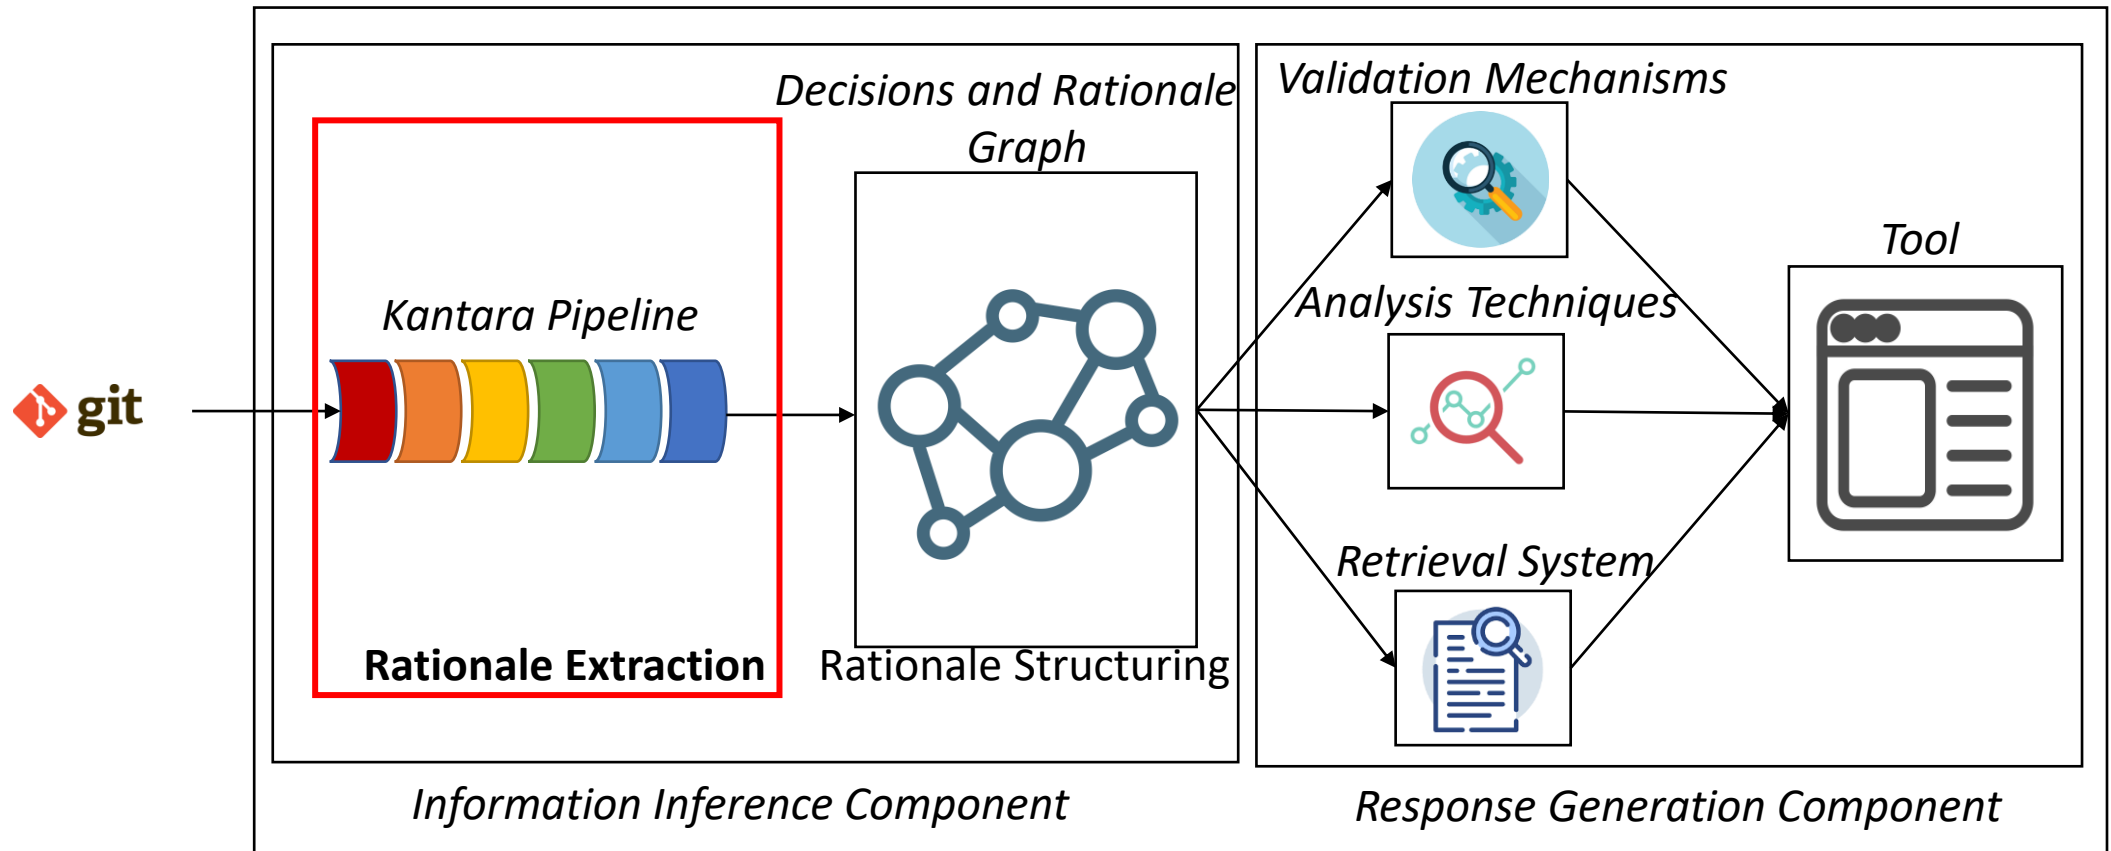 git
Kantara Pipeline
Rationale Extraction
Decisions and Rationale
Graph
Rationale Structuring
Information Inference Component
Validation Mechanisms
Analysis Techniques
Retrieval System
Tool
Response Generation Component